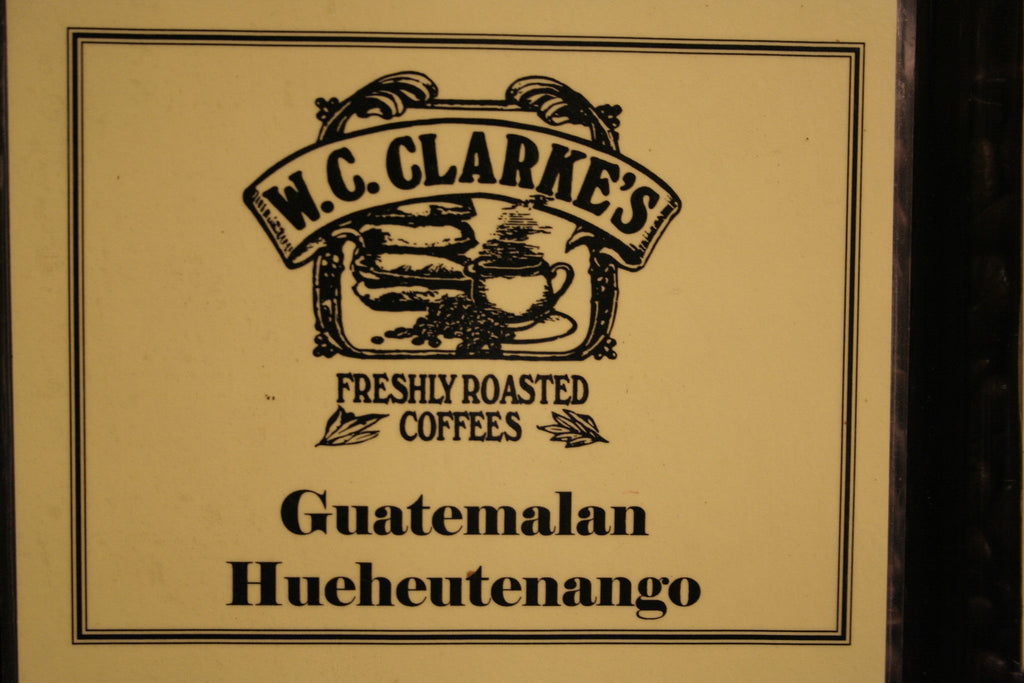 W.C. CLARKE'S
FRESHLY ROASTED
COFFEES
Guatemalan
Hueheutenango